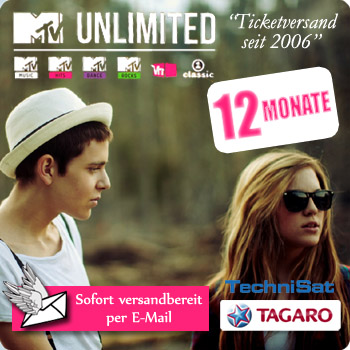 MTV UNLIMITED
"Ticketversand
seit 2006"
MTV MTV MTV MTV VH1 VH1
MUSIC HITS DANCE ROCKS classic
12 MONATE
TechniSat
TAGARO
Sofort versandbereit
per E-Mail